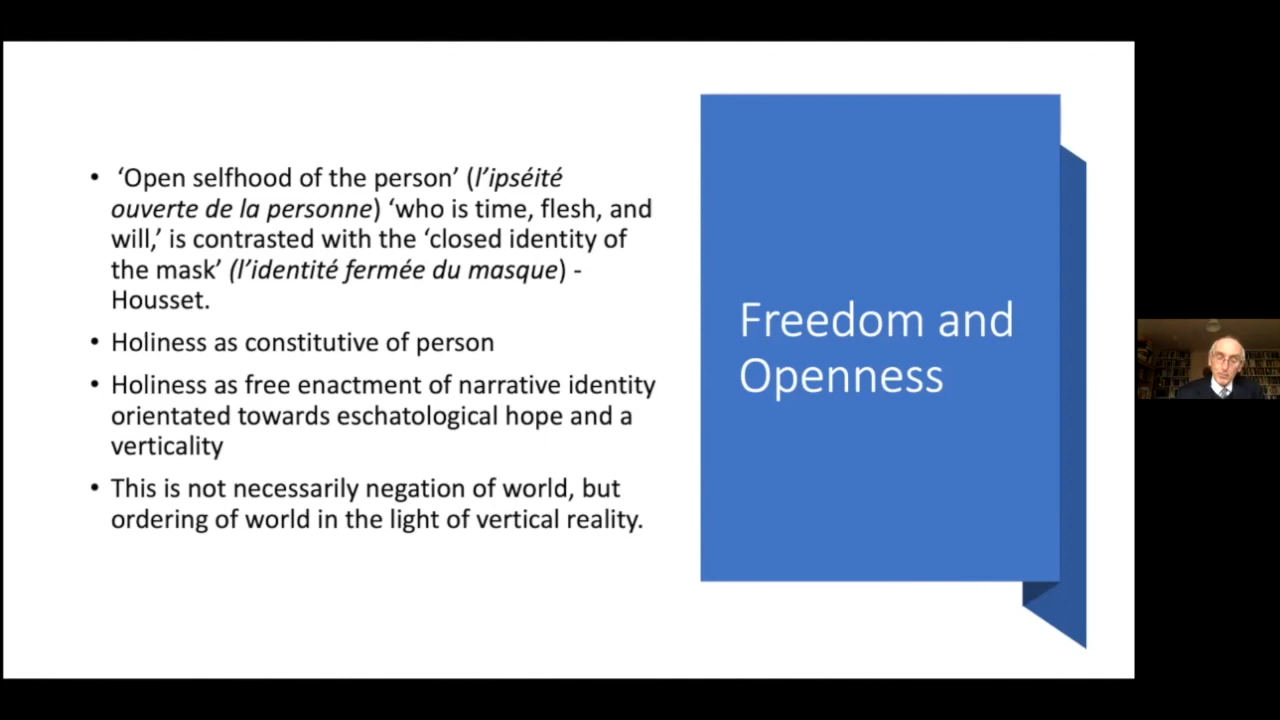 • ‘Open selfhood of the person’ (l’ipséité
ouverte de la personne) ‘who is time, flesh, and
will,’ is contrasted with the ‘closed identity of
the mask’ (l’identité fermée du masque) -
Housset.
• Holiness as constitutive of person
• Holiness as free enactment of narrative identity
orientated towards eschatological hope and a
verticality
• This is not necessarily negation of world, but
ordering of world in the light of vertical reality.
Freedom and
Openness